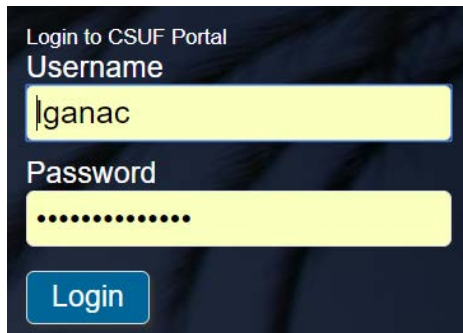 Login to CSUF Portal
Username
lganac
Password
••••••••••••••
Login